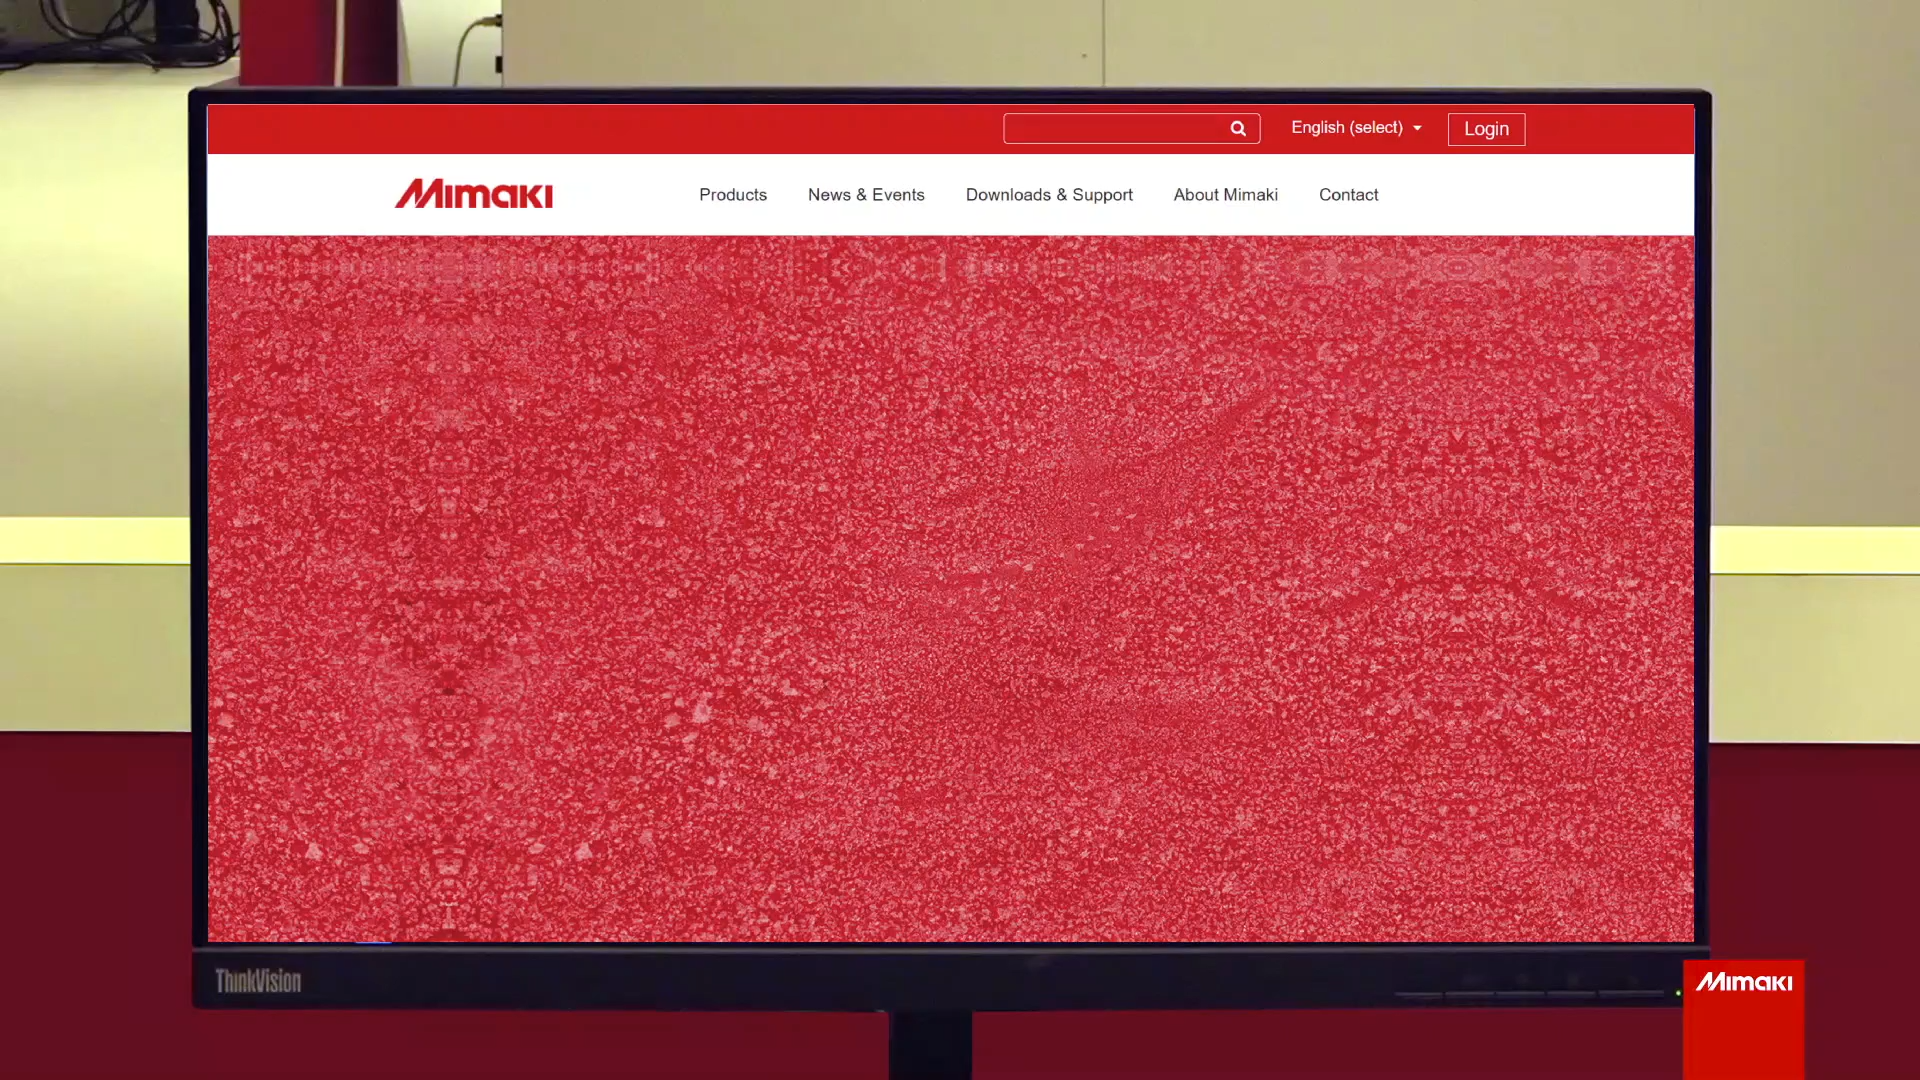 English (select)
Login
Mimaki
Products
News & Events
Downloads & Support
About Mimaki
Contact
ThinkVision
Mimaki